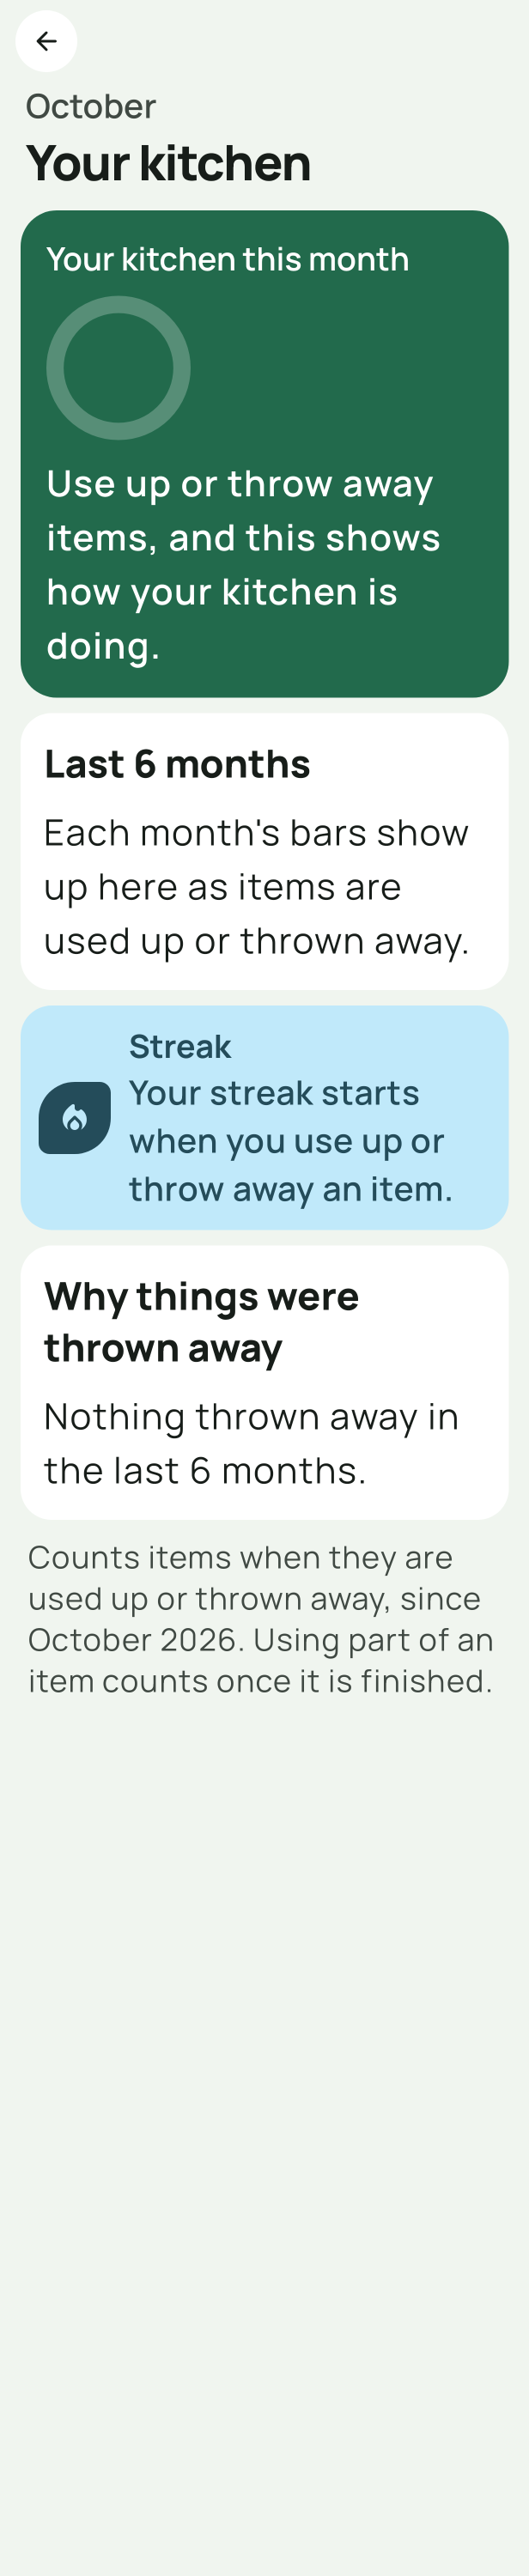 October
Your kitchen
Your kitchen this month
Use up or throw away
items, and this shows
how your kitchen is
doing.
Last 6 months
Each month's bars show
up here as items are
used up or thrown away.
Streak
Your streak starts
when you use up or
throw away an item.
Why things were
thrown away
Nothing thrown away in
the last 6 months.
Counts items when they are
used up or thrown away, since
October 2026. Using part of an
item counts once it is finished.